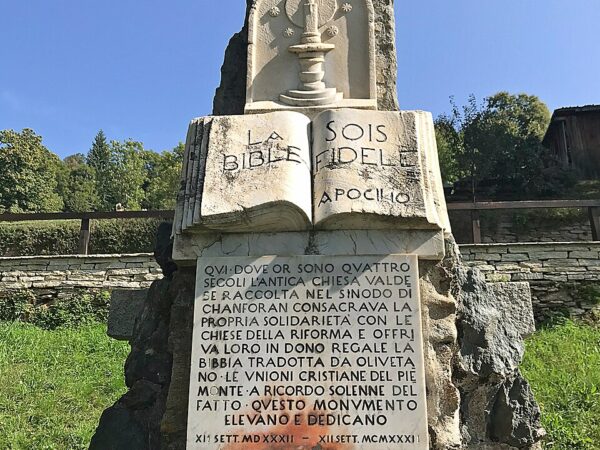 LA
BIBLE
SOIS
FIDELE
APOC II 10
QUI · DOVE OR SONO QUATTRO
SECOLI L'ANTICA CHIESA VALDE
SE RACCOLTA NEL SINODO DI
CHANFORAN CONSACRAVA LA
PROPRIA SOLIDARIETÀ CON LE
CHIESE DELLA RIFORMA E OFFRI
VA LORO IN DONO REGALE LA
BIBBIA TRADOTTA DA OLIVETA
NO · LE UNIONI CRISTIANE DEL PIE
MONTE · A RICORDO SOLENNE DEL
FATTO · QUESTO MONUMENTO
ELEVANO E DEDICANO
XII SETT. MDXXXII – XII SETT. MCMXXXII